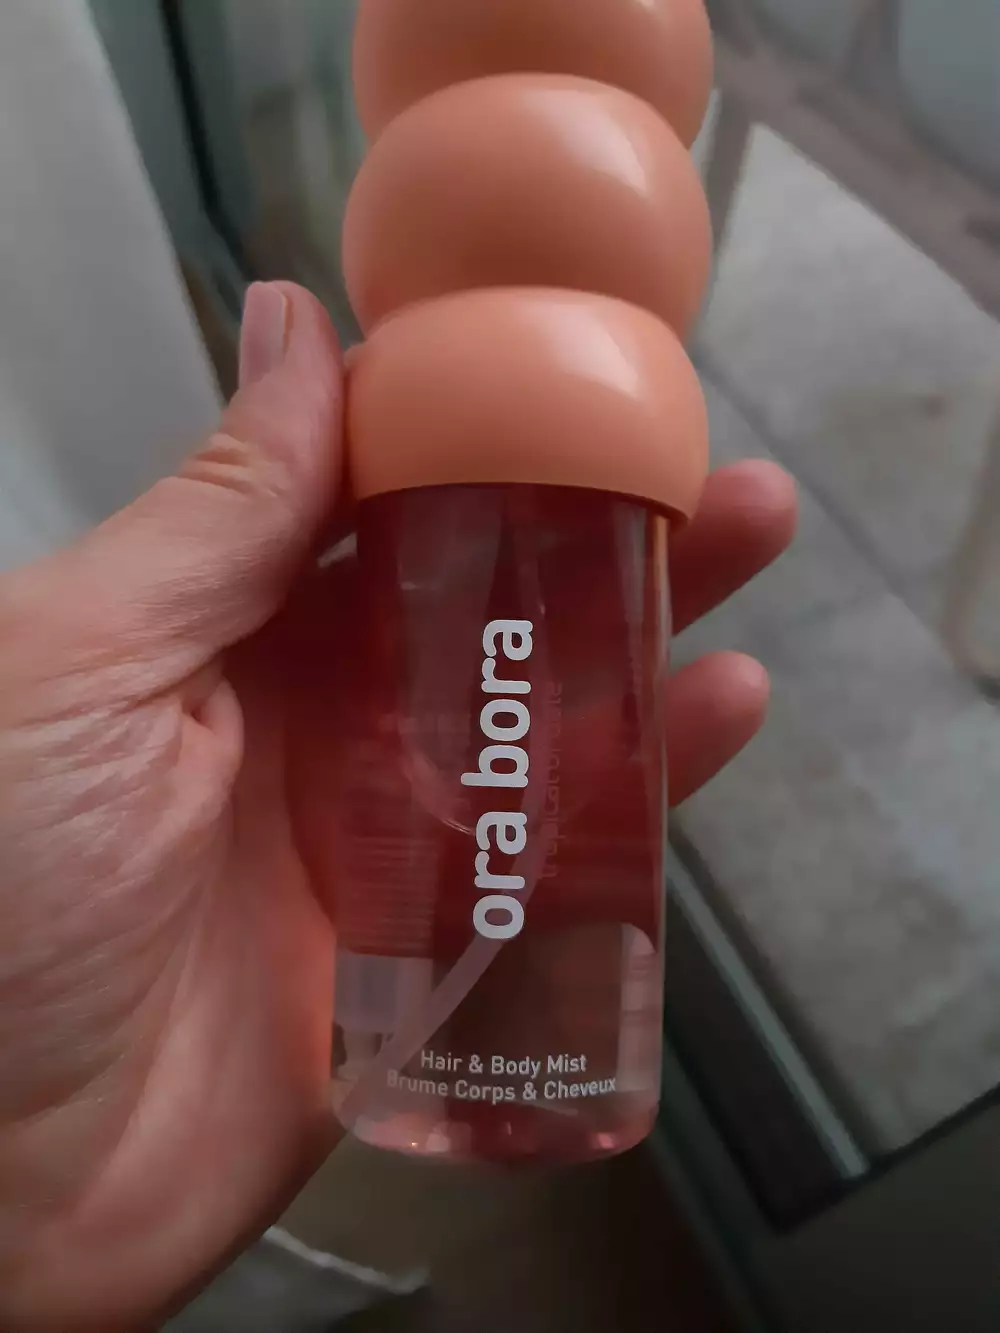 ora bora
Hair & Body Mist
Brume Corps & Cheveux